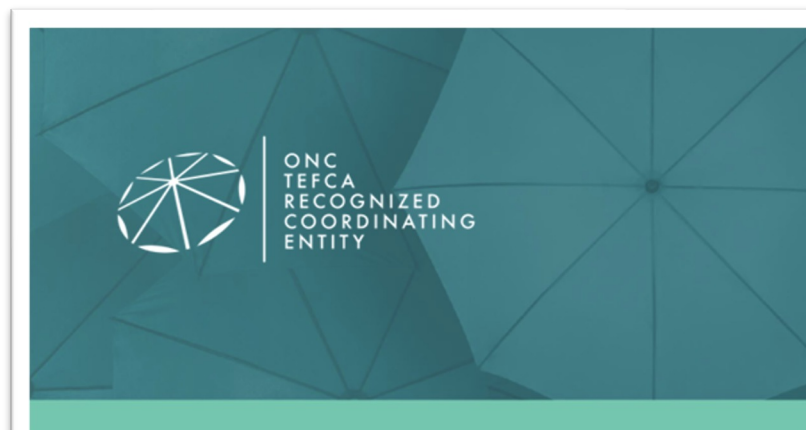 ONC
TEFCA
RECOGNIZED
COORDINATING
ENTITY